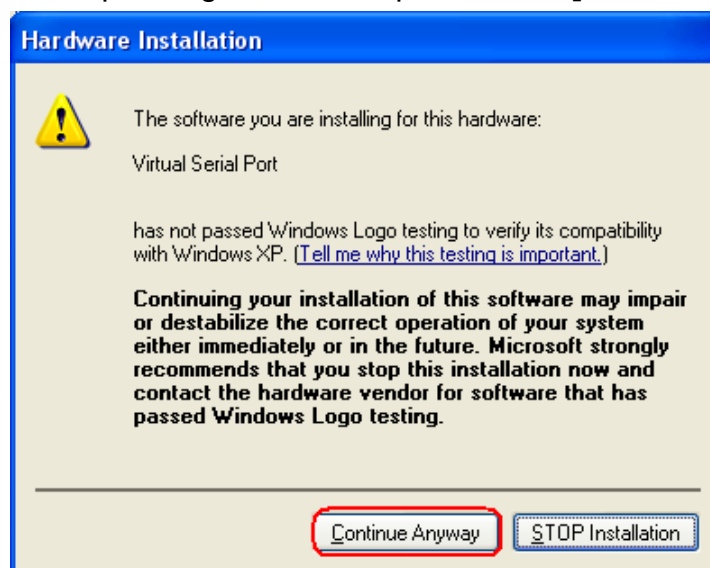 Hardware Installation
The software you are installing for this hardware:
Virtual Serial Port
has not passed Windows Logo testing to verify its compatibility
with Windows XP. (Tell me why this testing is important.)
Continuing your installation of this software may impair
or destabilize the correct operation of your system
either immediately or in the future. Microsoft strongly
recommends that you stop this installation now and
contact the hardware vendor for software that has
passed Windows Logo testing.
Continue Anyway
STOP Installation